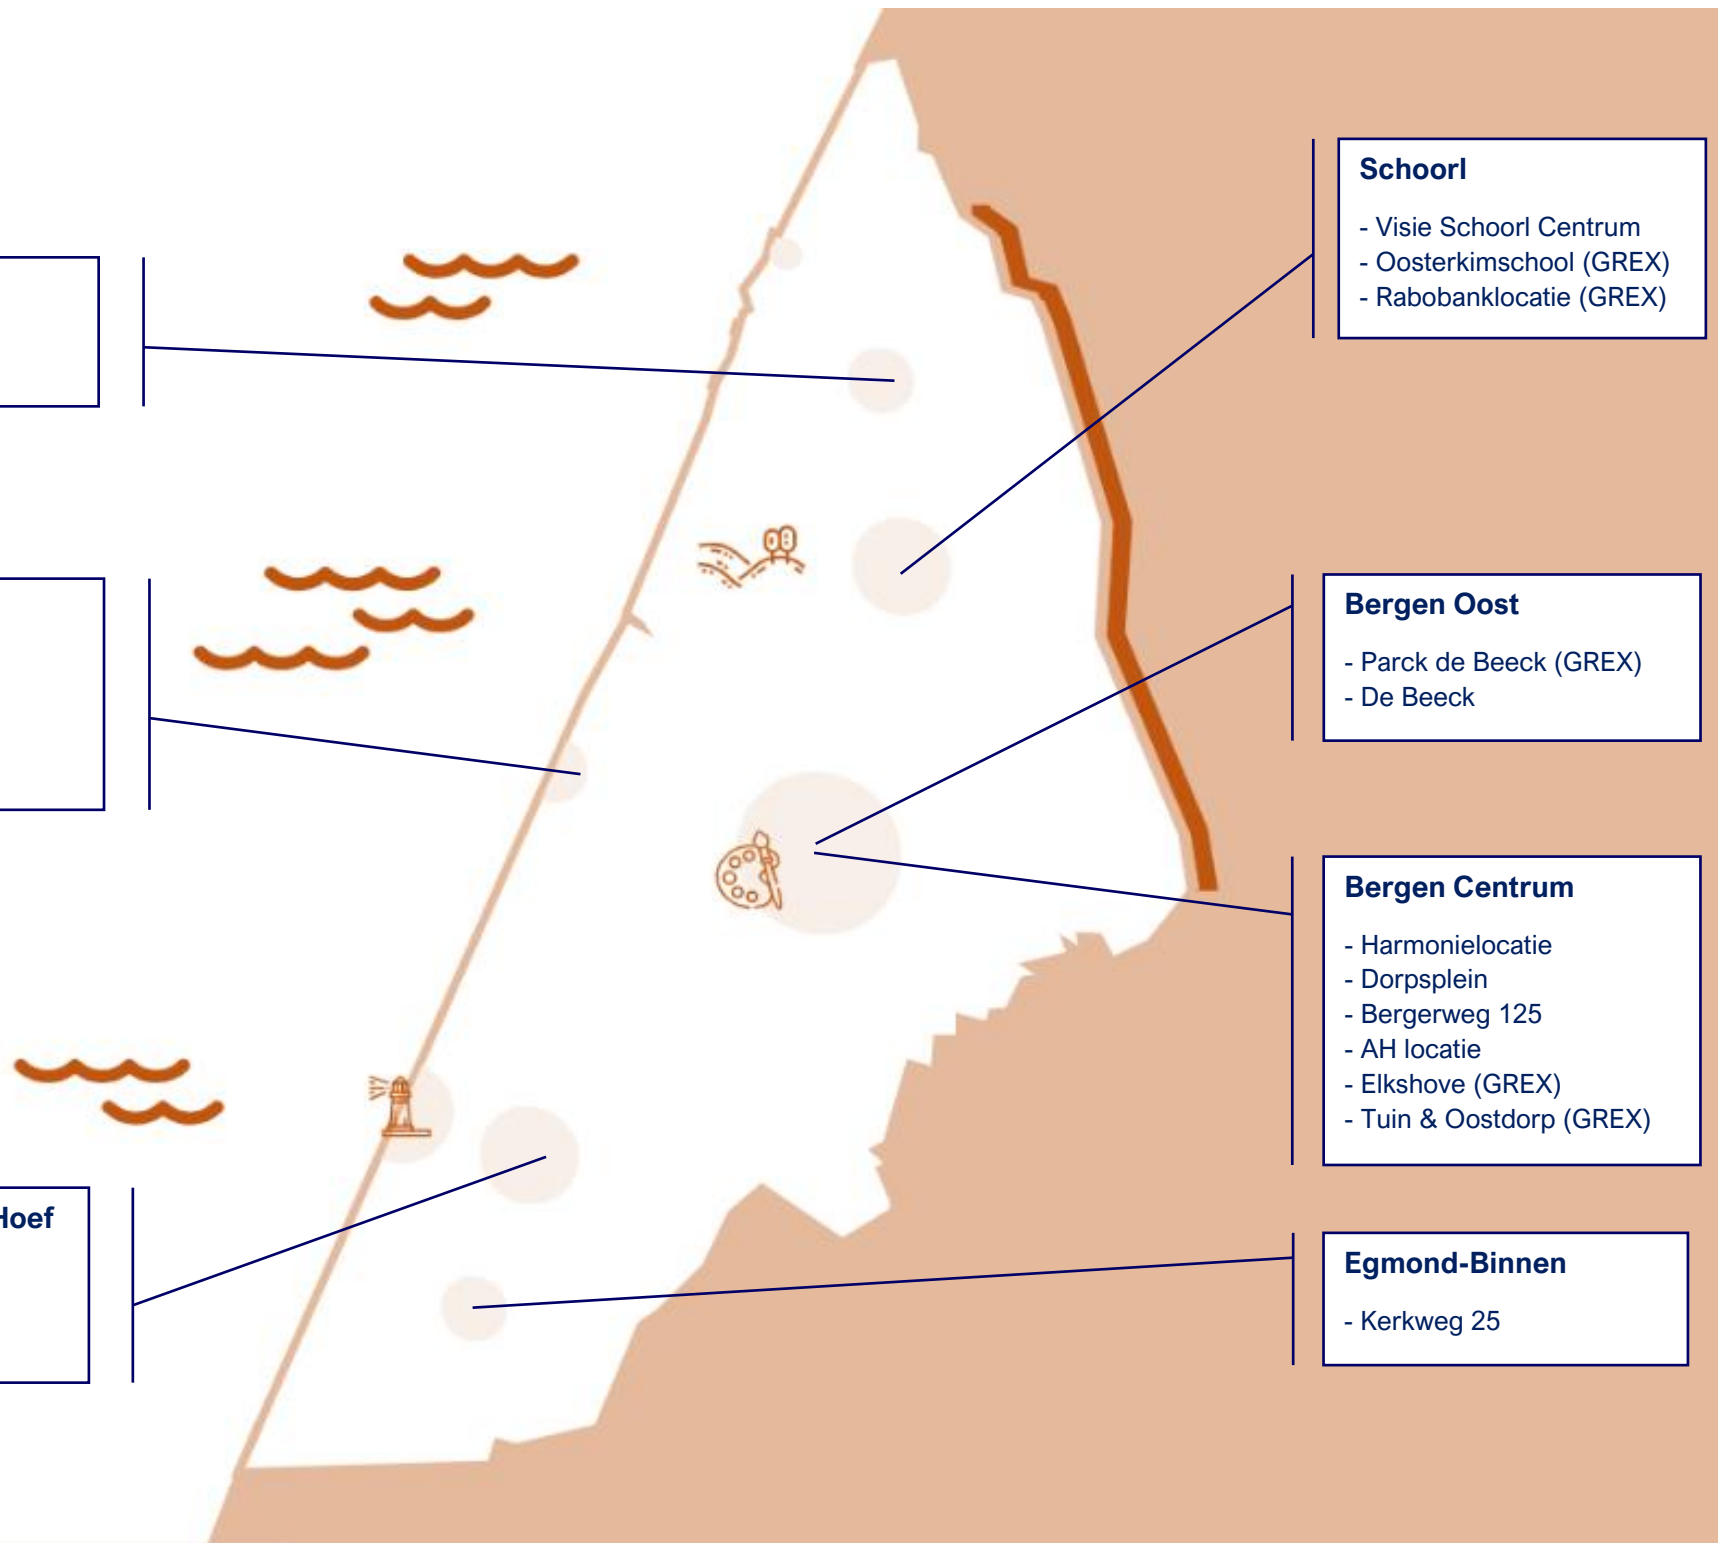 Schoorl
- Visie Schoorl Centrum
- Oosterkimschool (GREX)
- Rabobanklocatie (GREX)
Bergen Oost
- Parck de Beeck (GREX)
- De Beeck
Bergen Centrum
- Harmonielocatie
- Dorpsplein
- Bergerweg 125
- AH locatie
- Elkshove (GREX)
- Tuin & Oostdorp (GREX)
Hoef
Egmond-Binnen
- Kerkweg 25